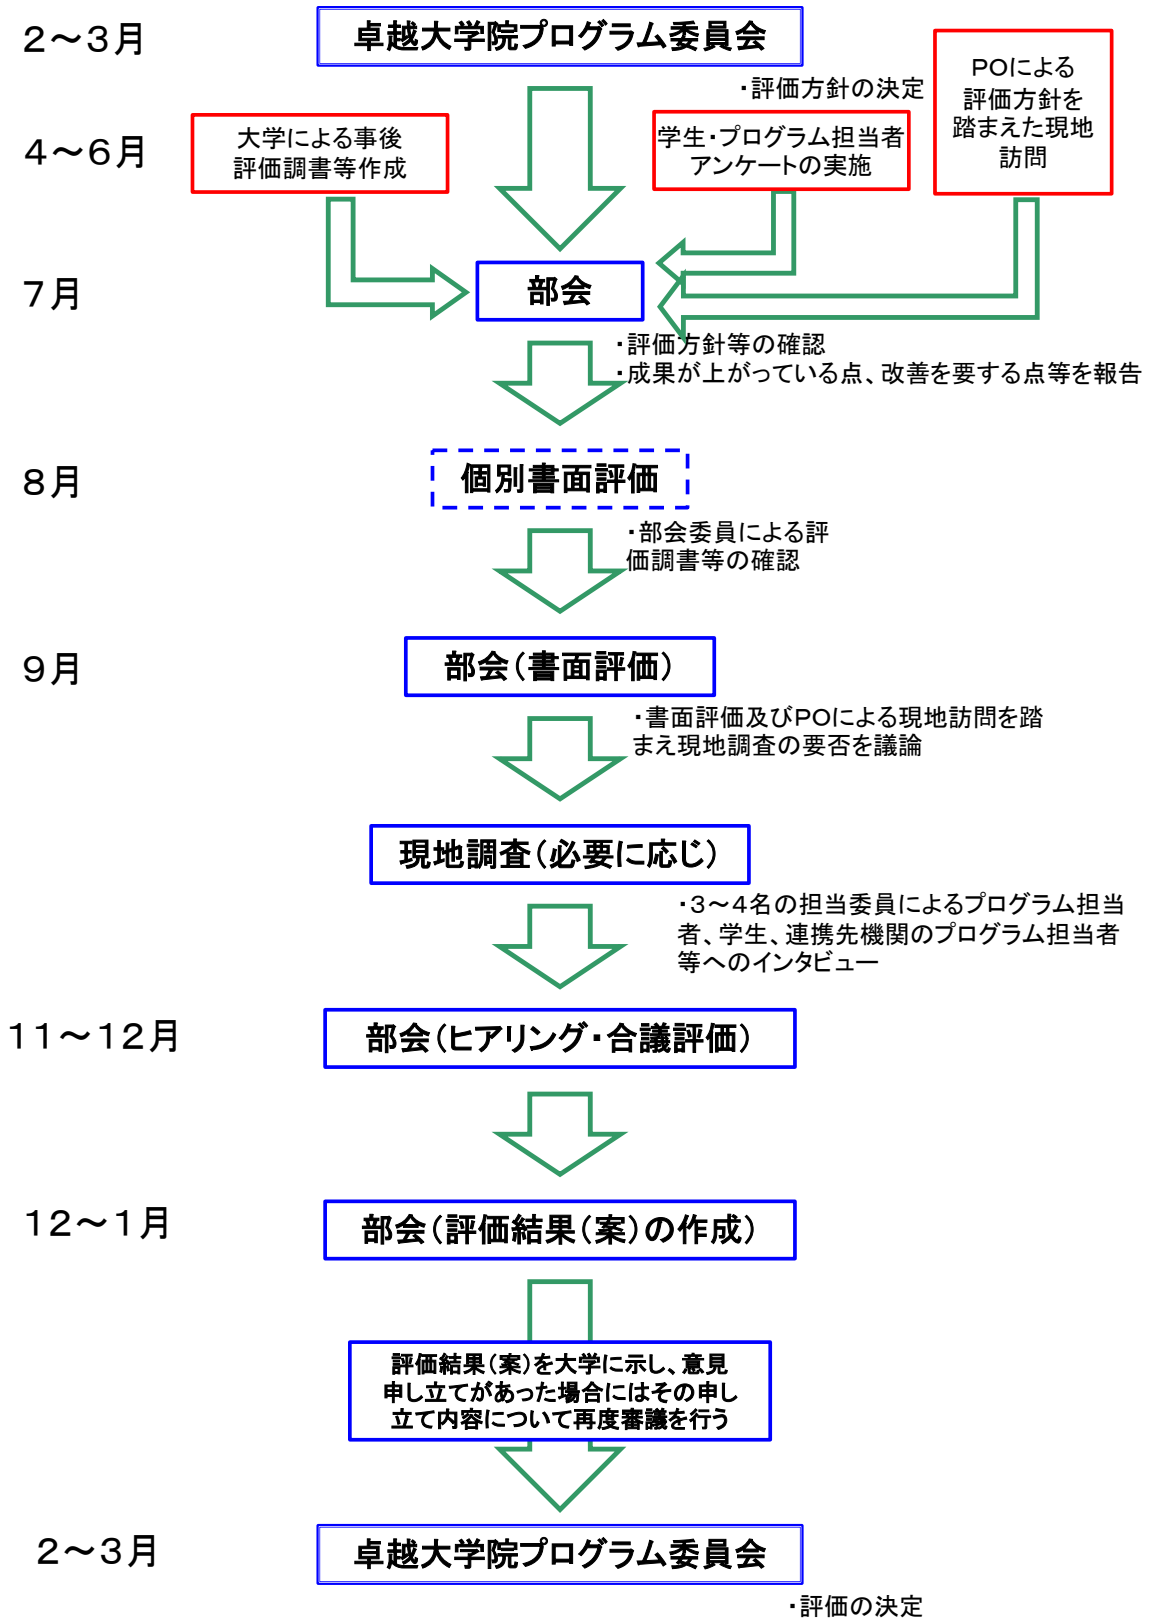 ２～３月
卓越大学院プログラム委員会
・評価方針の決定
４～６月
大学による事後
評価調書等作成
学生・プログラム担当者
アンケートの実施
ＰＯによる
評価方針を
踏まえた現地
訪問
７月
部会
・評価方針等の確認
・成果が上がっている点、改善を要する点等を報告
８月
個別書面評価
・部会委員による評
価調書等の確認
９月
部会（書面評価）
・書面評価及びＰＯによる現地訪問を踏
まえ現地調査の要否を議論
現地調査（必要に応じ）
・３～４名の担当委員によるプログラム担当
者、学生、連携先機関のプログラム担当者
等へのインタビュー
１１～１２月
部会（ヒアリング・合議評価）
１２～１月
部会（評価結果（案）の作成）
評価結果（案）を大学に示し、意見
申し立てがあった場合にはその申し
立て内容について再度審議を行う
２～３月
卓越大学院プログラム委員会
・評価の決定